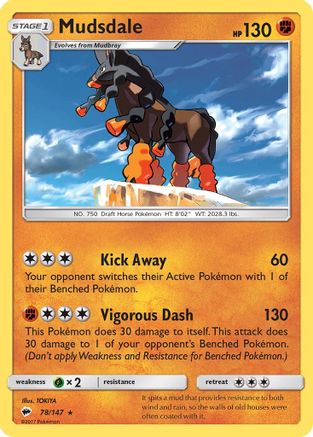 STAGE 1 Mudsdale HP 130
Evolves from Mudbray
NO. 750 Draft Horse Pokémon HT: 8'02" WT: 2028.3 lbs.
Kick Away 60
Your opponent switches their Active Pokémon with 1 of
their Benched Pokémon.
Vigorous Dash 130
This Pokémon does 30 damage to itself. This attack does
30 damage to 1 of your opponent's Benched Pokémon.
(Don't apply Weakness and Resistance for Benched Pokémon.)
weakness × 2 resistance retreat
Illus. TOKIYA
78/147 ★
©2017 Pokémon
It spits a mud that provides resistance to both
wind and rain, so the walls of old houses were
often coated with it.